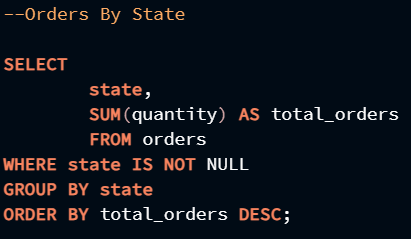 --Orders By State
SELECT
state,
SUM(quantity) AS total_orders
FROM orders
WHERE state IS NOT NULL
GROUP BY state
ORDER BY total_orders DESC;